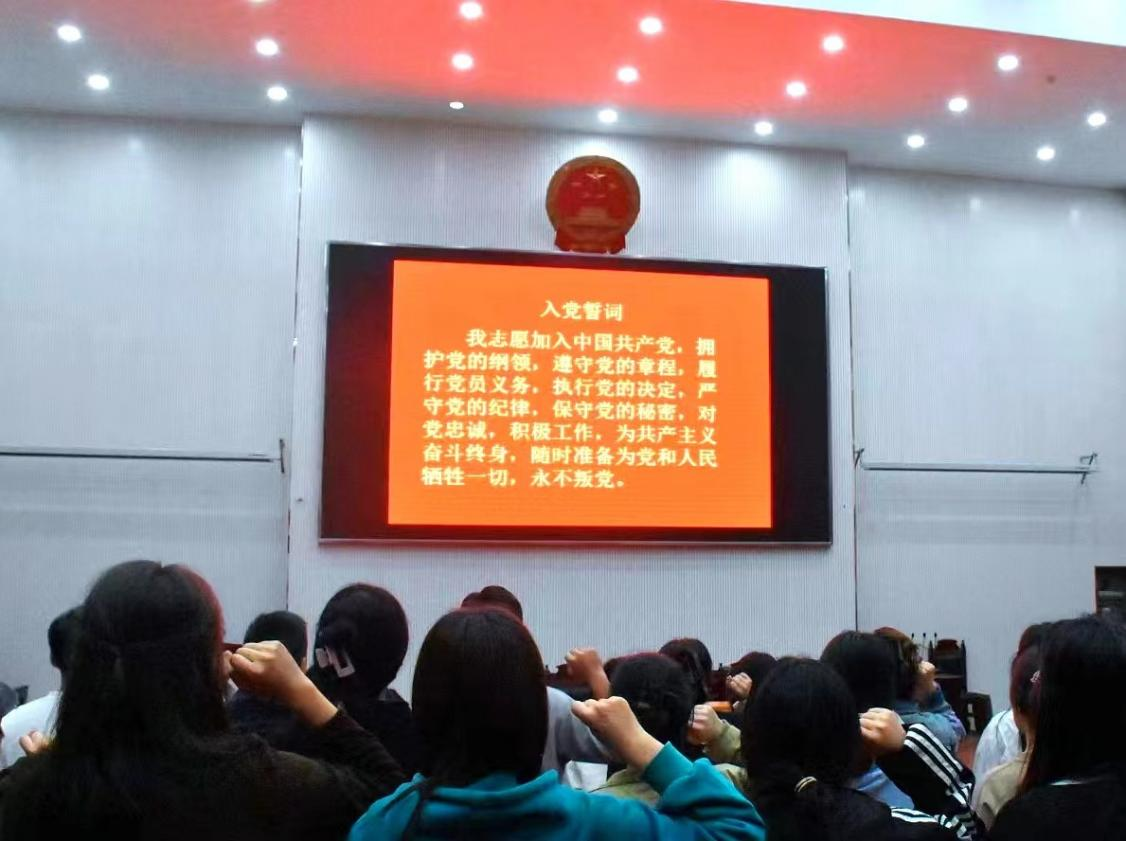 入党誓词
我志愿加入中国共产党，拥
护党的纲领，遵守党的章程，履
行党员义务，执行党的决定，严
守党的纪律，保守党的秘密，对
党忠诚，积极工作，为共产主义
奋斗终身，随时准备为党和人民
牺牲一切，永不叛党。